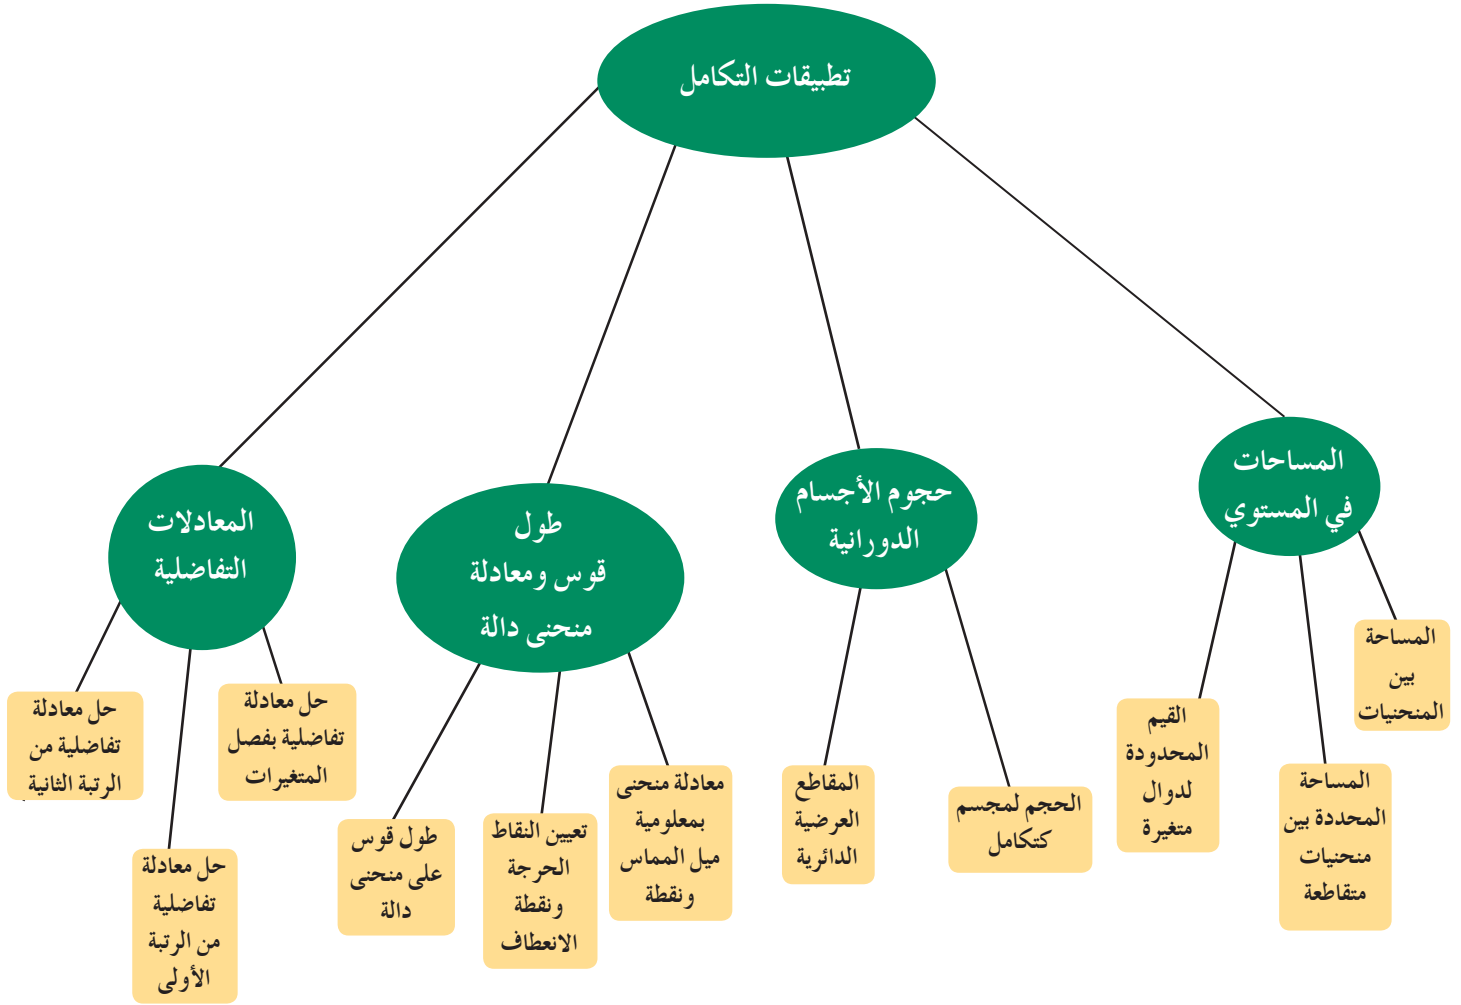 تطبيقات التكامل
المساحات
في المستوي
حجوم الأجسام
الدورانية
طول
قوس ومعادلة
منحنى دالة
المعادلات
التفاضلية
المساحة
بين
المنحنيات
المساحة
المحددة بين
منحنيات
متقاطعة
القيم
المحدودة
لدوال
متغيرة
الحجم لمجسم
كتكامل
المقاطع
العرضية
الدائرية
معادلة منحنى
بمعلومية
ميل المماس
ونقطة
تعيين النقاط
الحرجة
ونقطة
الانعطاف
طول قوس
على منحنى
دالة
حل معادلة
تفاضلية بفصل
المتغيرات
حل معادلة
تفاضلية
من الرتبة
الأولى
حل معادلة
تفاضلية من
الرتبة الثانية